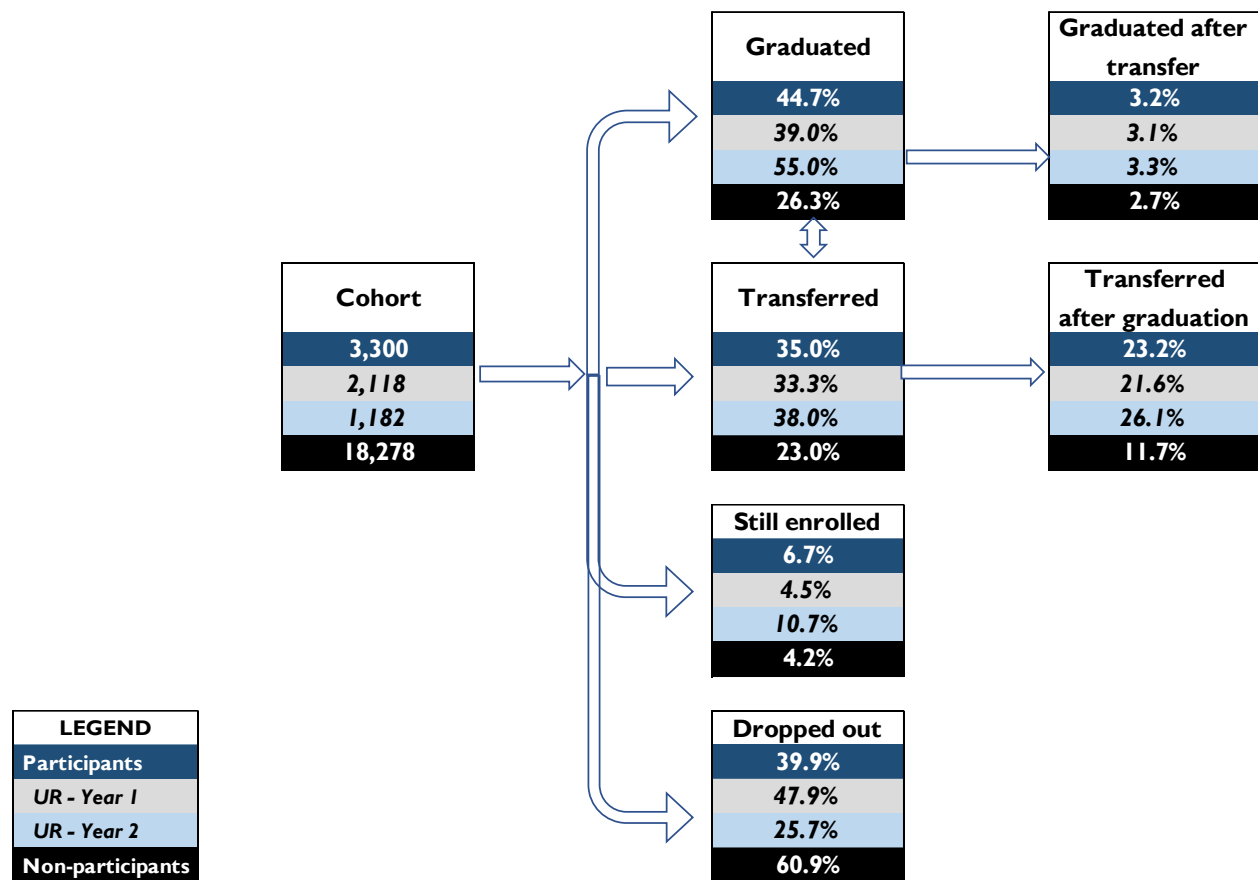 Graduated
44.7%
39.0%
55.0%
26.3%
Graduated after
transfer
3.2%
3.1%
3.3%
2.7%
Cohort
3,300
2,118
1,182
18,278
Transferred
35.0%
33.3%
38.0%
23.0%
Transferred
after graduation
23.2%
21.6%
26.1%
11.7%
Still enrolled
6.7%
4.5%
10.7%
4.2%
Dropped out
39.9%
47.9%
25.7%
60.9%
LEGEND
Participants
UR - Year 1
UR - Year 2
Non-participants